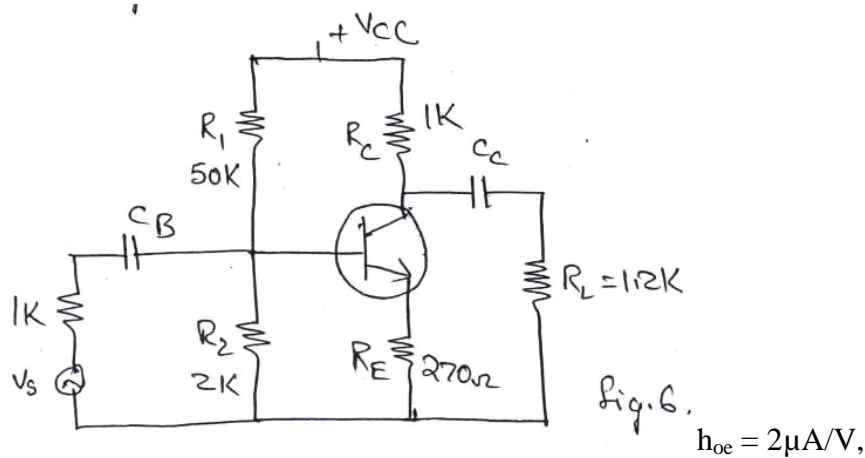 + VCC
R1
50K
RC
1K
CC
CB
1K
R2
2K
RE
270Ω
RL = 1.2K
Vs
fig.6.
hoe = 2µA/V,